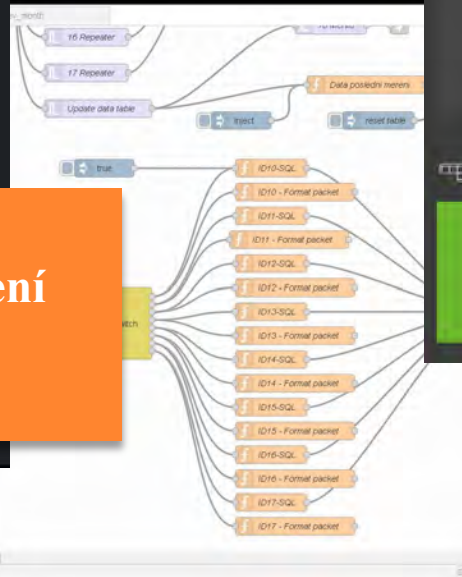 16 Repeater
17 Repeater
Update data table
Data posledni mereni
inject
reset table
true
ID10-SQL
ID10 - Format packet
ID11-SQL
ID11 - Format packet
ID12-SQL
ID12 - Format packet
ID13-SQL
ID13 - Format packet
ID14-SQL
ID14 - Format packet
ID15-SQL
ID15 - Format packet
ID16-SQL
ID16 - Format packet
ID17-SQL
ID17 - Format packet
ení